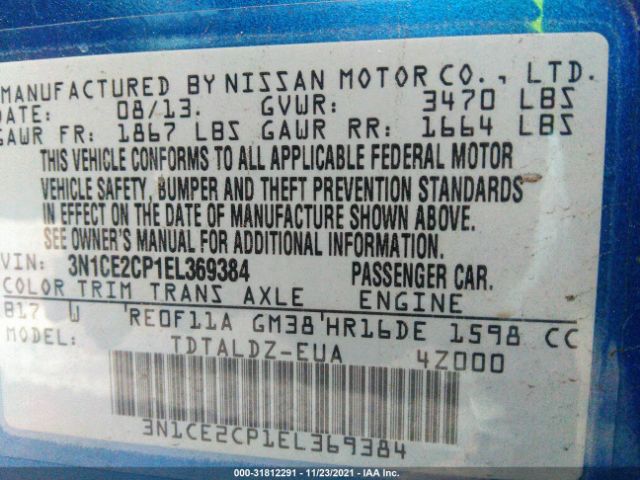 MANUFACTURED BY NISSAN MOTOR CO., LTD.
DATE: 08/13. GVWR: 3470 LBS
GAWR FR: 1867 LBS GAWR RR: 1664 LBS
THIS VEHICLE CONFORMS TO ALL APPLICABLE FEDERAL MOTOR
VEHICLE SAFETY, BUMPER AND THEFT PREVENTION STANDARDS
IN EFFECT ON THE DATE OF MANUFACTURE SHOWN ABOVE.
SEE OWNER'S MANUAL FOR ADDITIONAL INFORMATION.
VIN: 3N1CE2CP1EL369384 PASSENGER CAR.
COLOR TRIM TRANS AXLE ENGINE
B17 W RE0F11A GM38 HR16DE 1598 CC
MODEL: TDTALDZ-EUA 4Z000
3N1CE2CP1EL369384
000-31812291 - 11/23/2021 - IAA Inc.